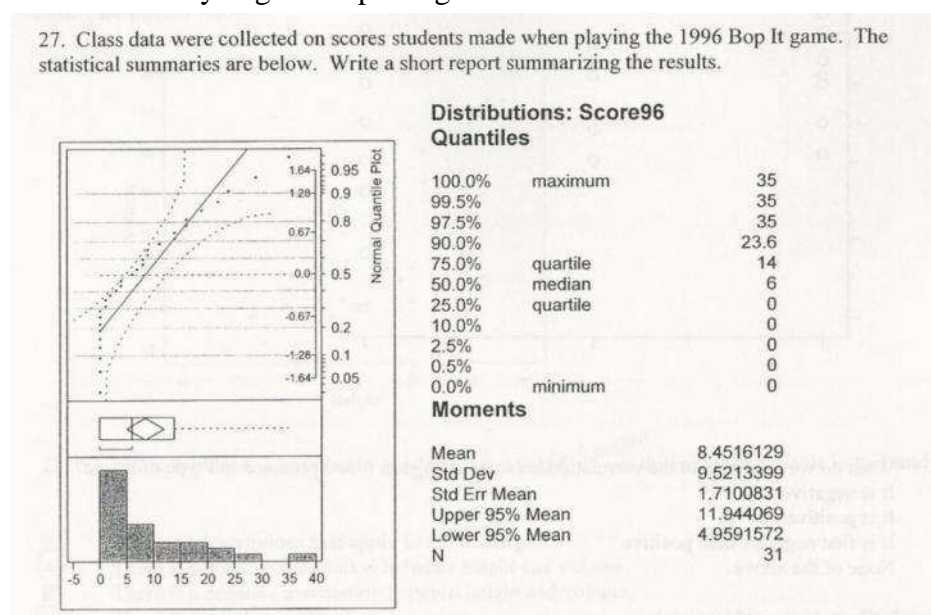 27. Class data were collected on scores students made when playing the 1996 Bop It game. The
statistical summaries are below. Write a short report summarizing the results.
Distributions: Score96
Quantiles
100.0% maximum 35
99.5% 35
97.5% 35
90.0% 23.6
75.0% quartile 14
50.0% median 6
25.0% quartile 0
10.0% 0
2.5% 0
0.5% 0
0.0% minimum 0
Moments
Mean 8.4516129
Std Dev 9.5213399
Std Err Mean 1.7100831
Upper 95% Mean 11.944069
Lower 95% Mean 4.9591572
N 31
1.64 0.95
1.28 0.9
0.8
0.67
0.0 0.5
-0.67
0.2
-1.28 0.1
-1.64 0.05
Normal Quantile Plot
-5 0 5 10 15 20 25 30 35 40